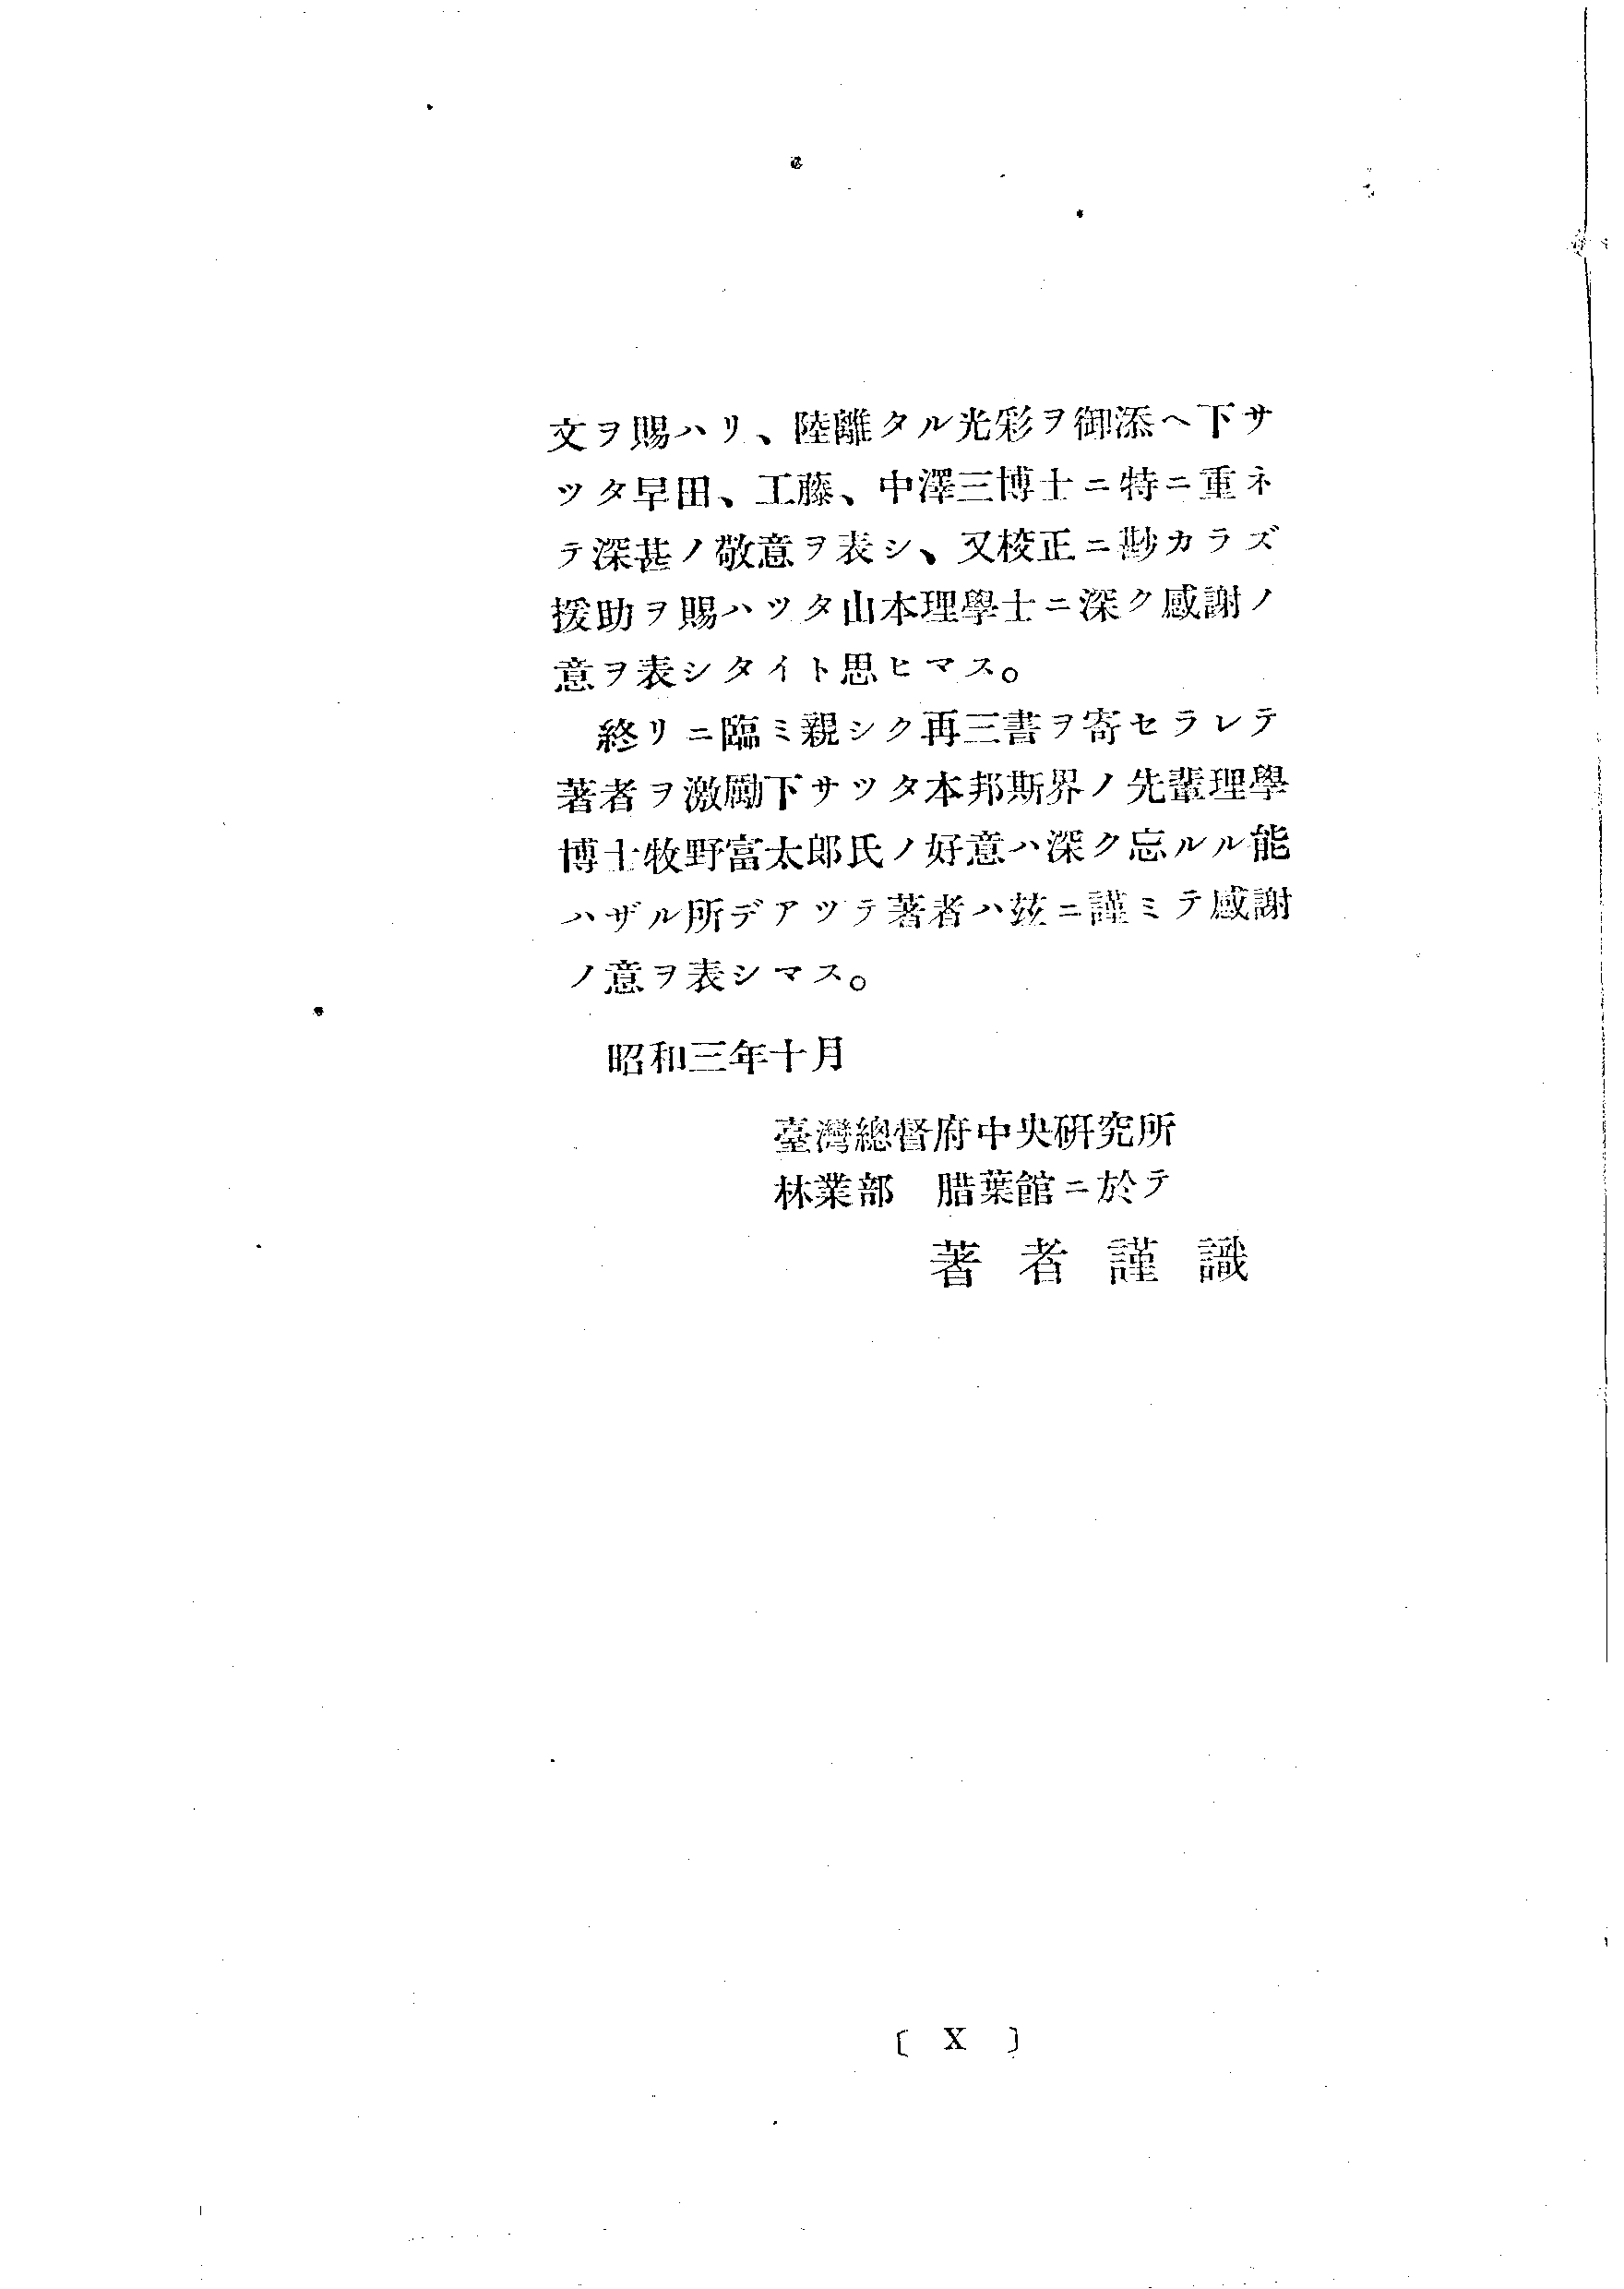 文ヲ賜ハリ、陸離タル光彩ヲ御添ヘ下サ
ツタ早田、工藤、中澤三博士ニ特ニ重ネ
テ深甚ノ敬意ヲ表シ、又校正ニ尠カラズ
援助ヲ賜ハツタ山本理學士ニ深ク感謝ノ
意ヲ表シタイト思ヒマス。
終リニ臨ミ親シク再三書ヲ寄セラレテ
著者ヲ激勵下サツタ本邦斯界ノ先輩理學
博士牧野富太郎氏ノ好意ハ深ク忘ルル能
ハザル所デアツテ著者ハ茲ニ謹ミテ感謝
ノ意ヲ表シマス。
昭和三年十月
臺灣總督府中央研究所
林業部　腊葉館ニ於テ
著者謹識
〔 X 〕